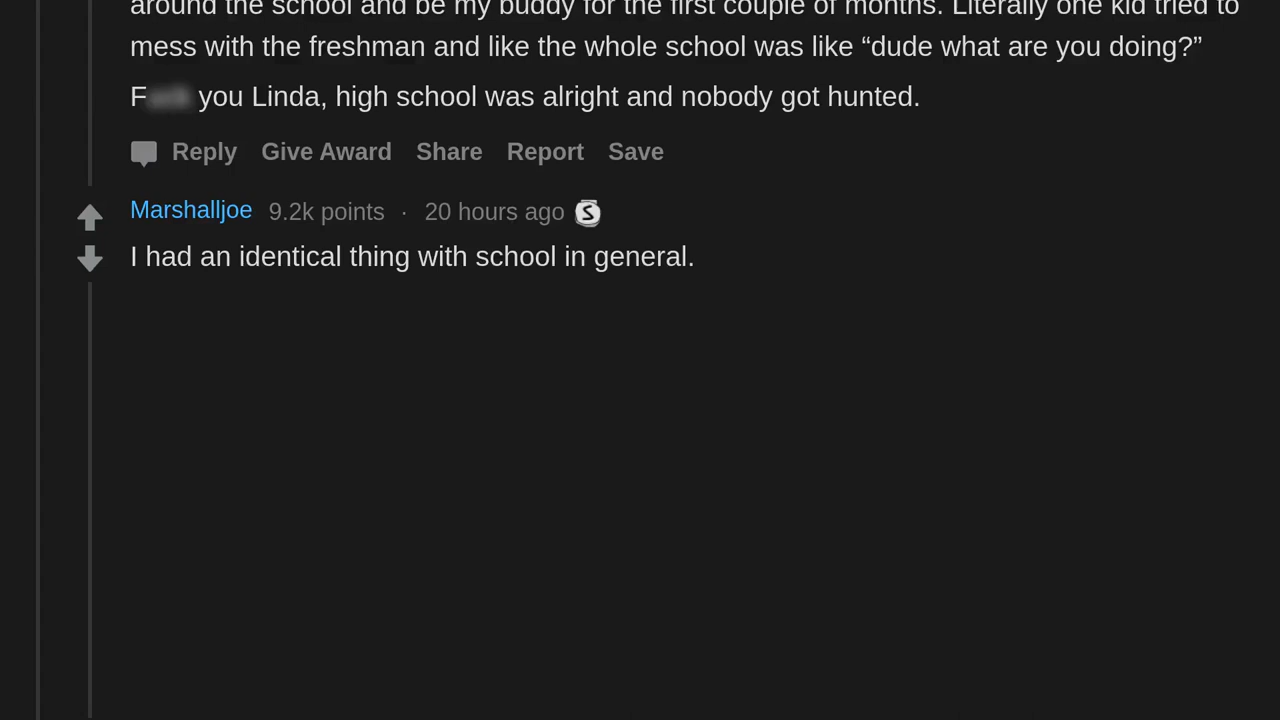 around the school and be my buddy for the first couple of months. Literally one kid tried to
mess with the freshman and like the whole school was like “dude what are you doing?”
F you Linda, high school was alright and nobody got hunted.
Reply Give Award Share Report Save
Marshalljoe 9.2k points · 20 hours ago S
I had an identical thing with school in general.